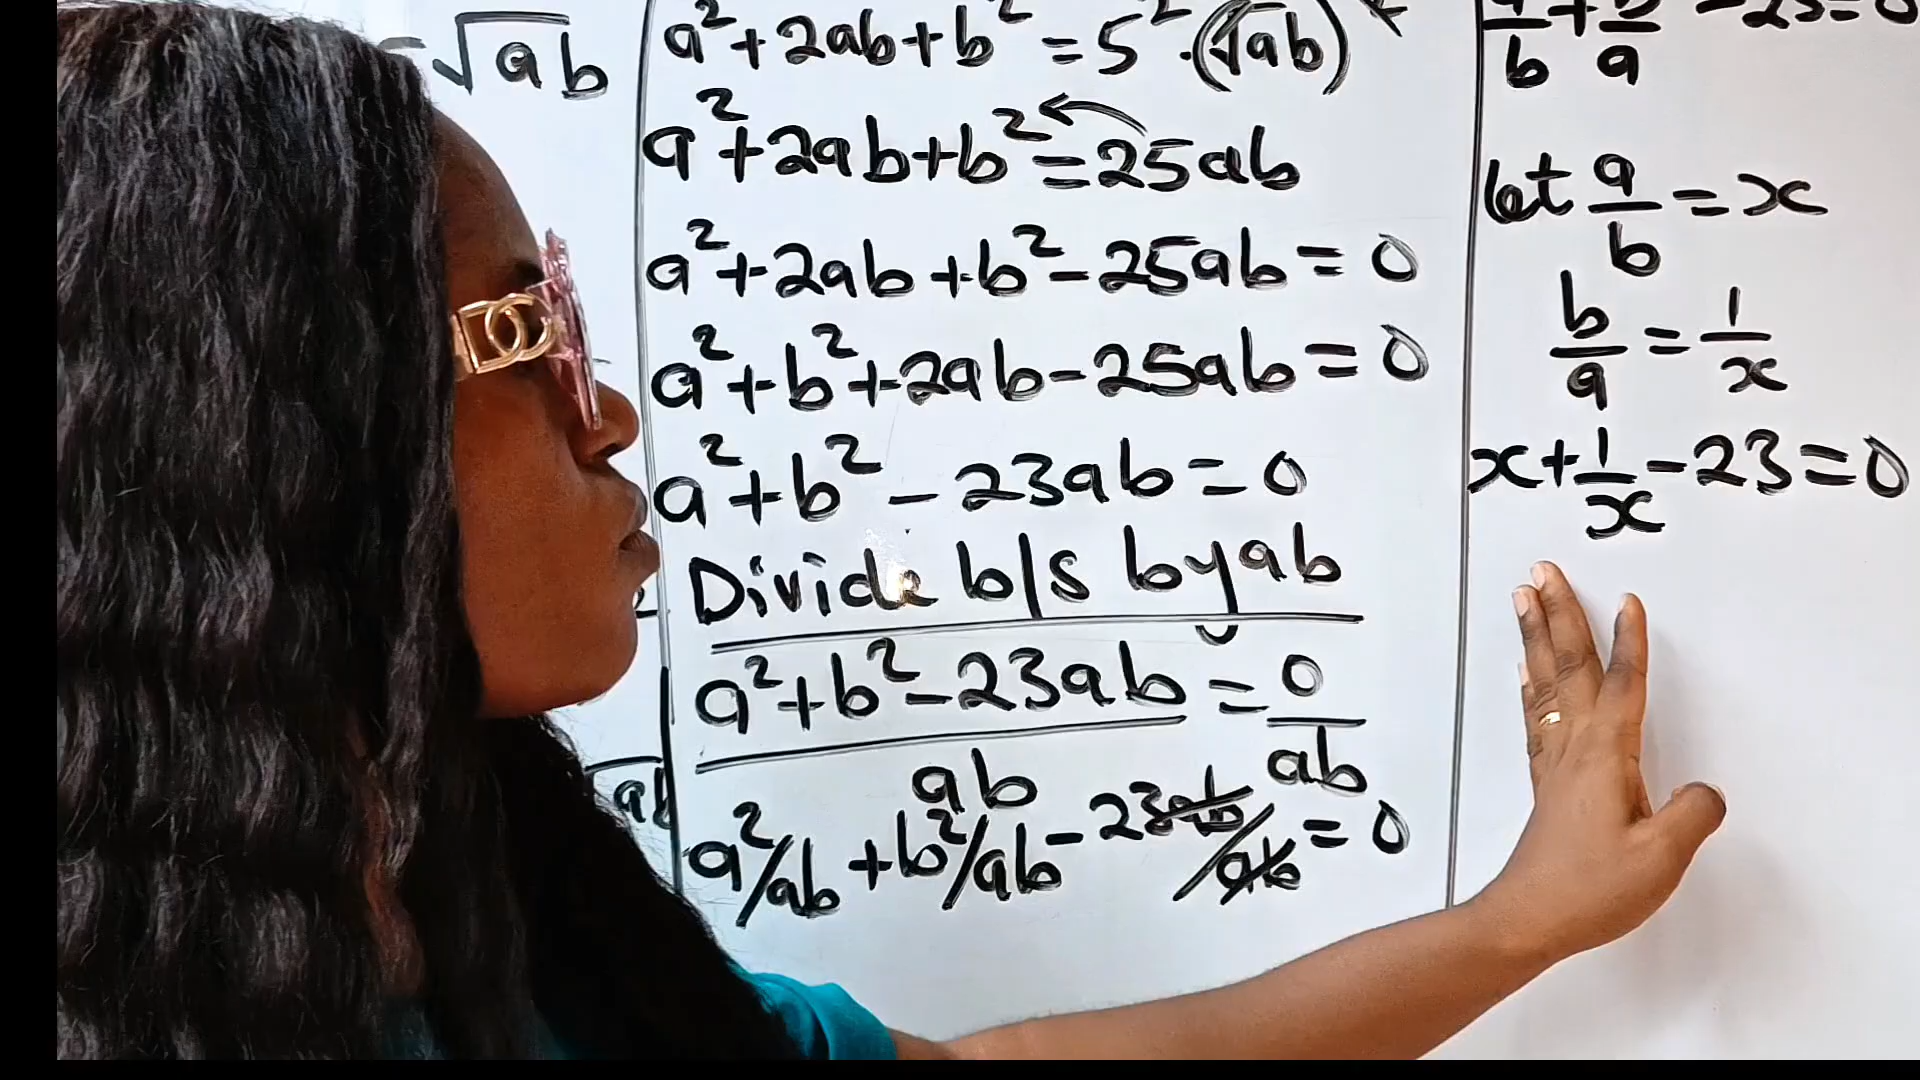 √ab
a²+2ab+b²=5²·(√ab)²
a²+2ab+b²=25ab
a²+2ab+b²-25ab=0
a²+b²+2ab-25ab=0
a²+b²-23ab=0
Divide b/s by ab
a²+b²-23ab/ab=0/ab
a²/ab+b²/ab-23ab/ab=0
a/b+b/a-23=0
let a/b=x
b/a=1/x
x+1/x-23=0
√ab